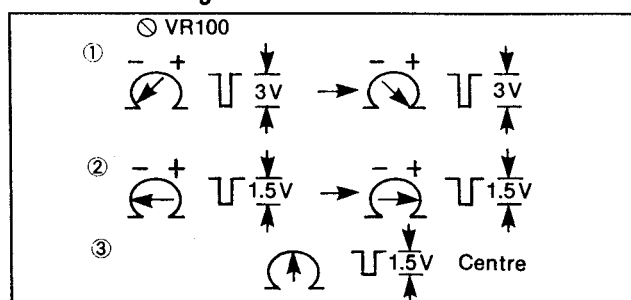 VR100
① − + 3V → − + 3V
② − + 1.5V → − + 1.5V
③ 1.5V Centre